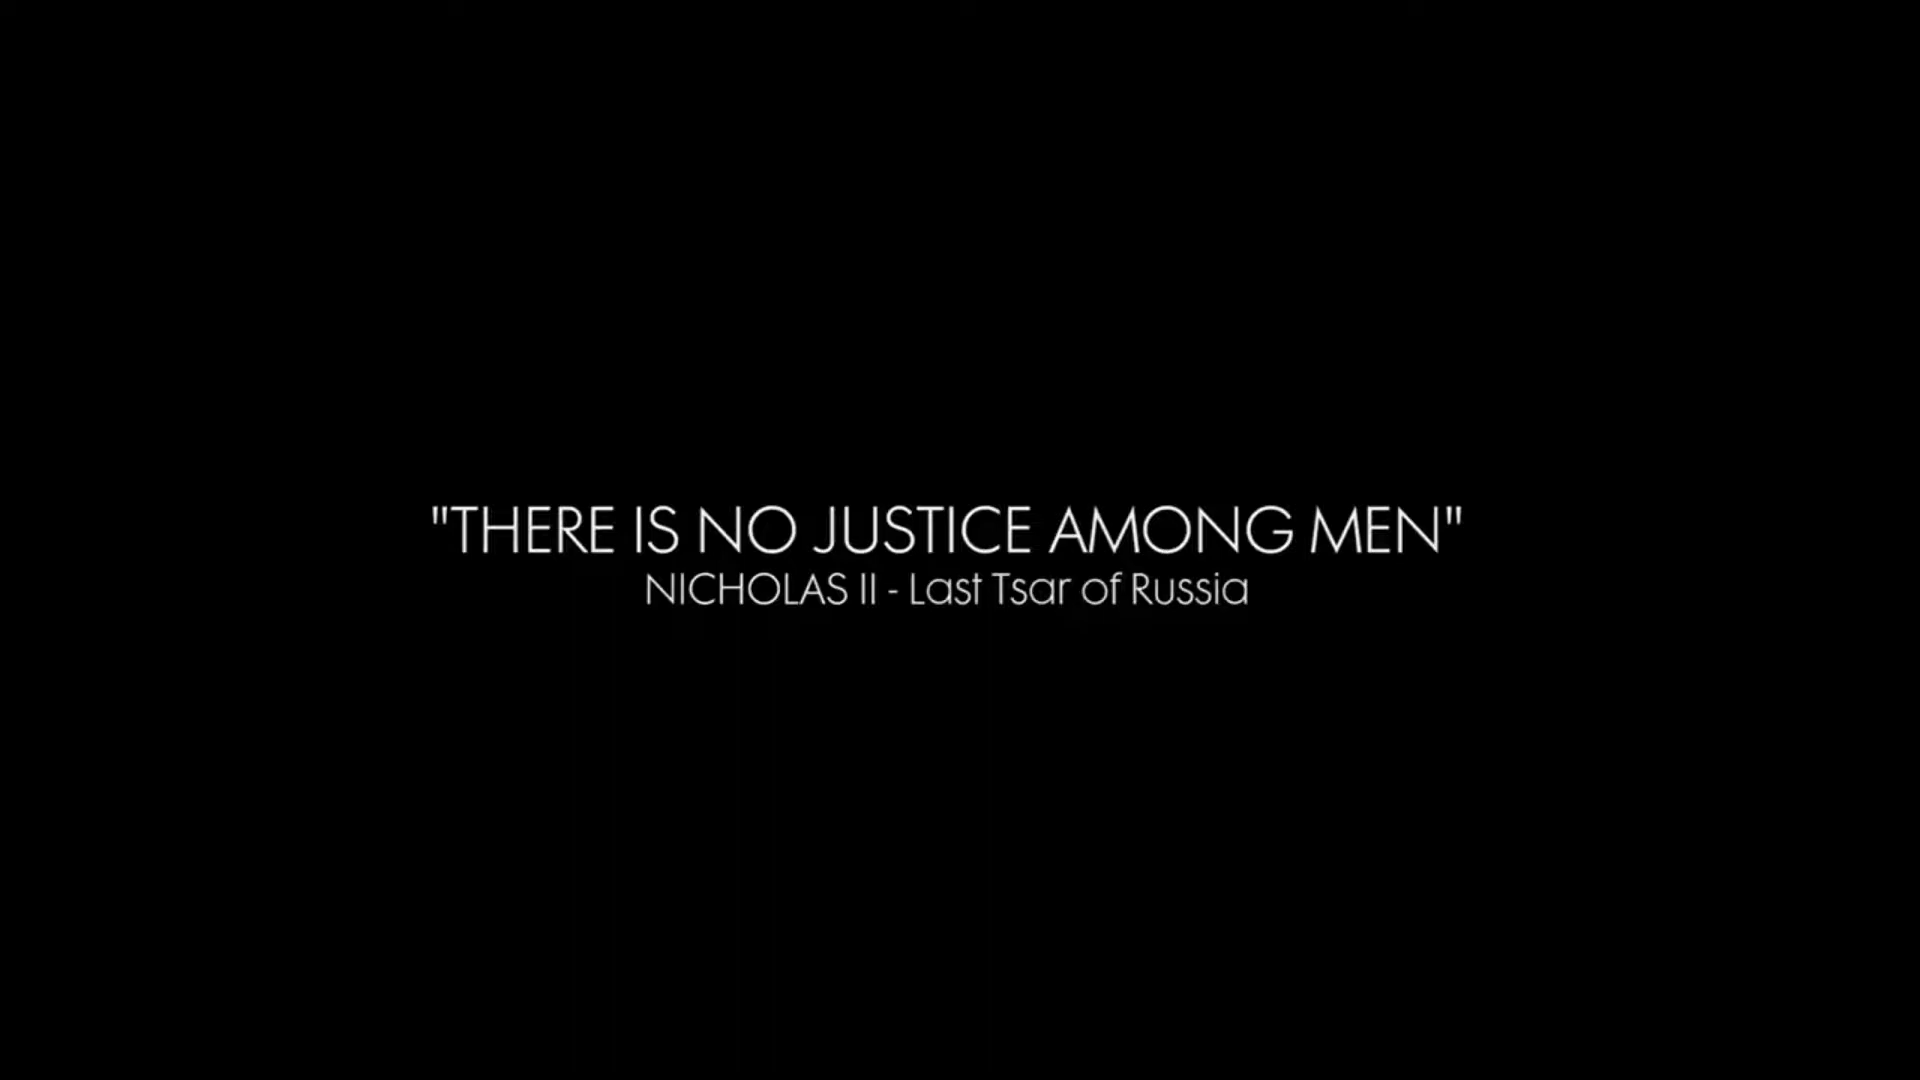 "THERE IS NO JUSTICE AMONG MEN"
NICHOLAS II - Last Tsar of Russia